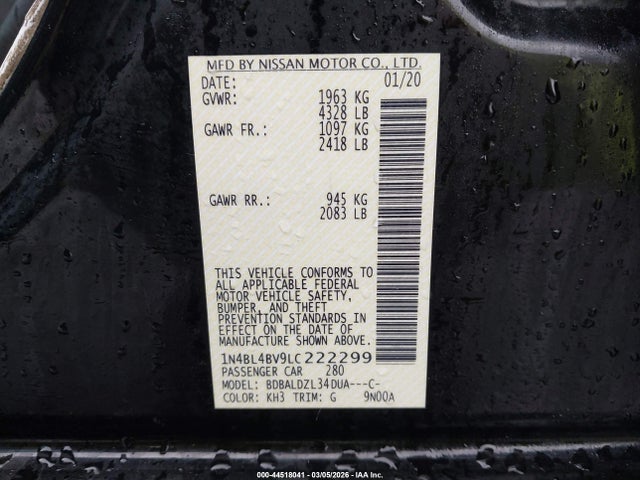 MFD BY NISSAN MOTOR CO., LTD.
DATE: 01/20
GVWR: 1963 KG
4328 LB
GAWR FR.: 1097 KG
2418 LB
GAWR RR.: 945 KG
2083 LB
THIS VEHICLE CONFORMS TO
ALL APPLICABLE FEDERAL
MOTOR VEHICLE SAFETY,
BUMPER, AND THEFT
PREVENTION STANDARDS IN
EFFECT ON THE DATE OF
MANUFACTURE SHOWN ABOVE.
1N4BL4BV9LC222299
PASSENGER CAR 280
MODEL: BDBALDZL34DUA---C-
COLOR: KH3 TRIM: G 9N00A
000-44518041 - 03/05/2026 - IAA Inc.